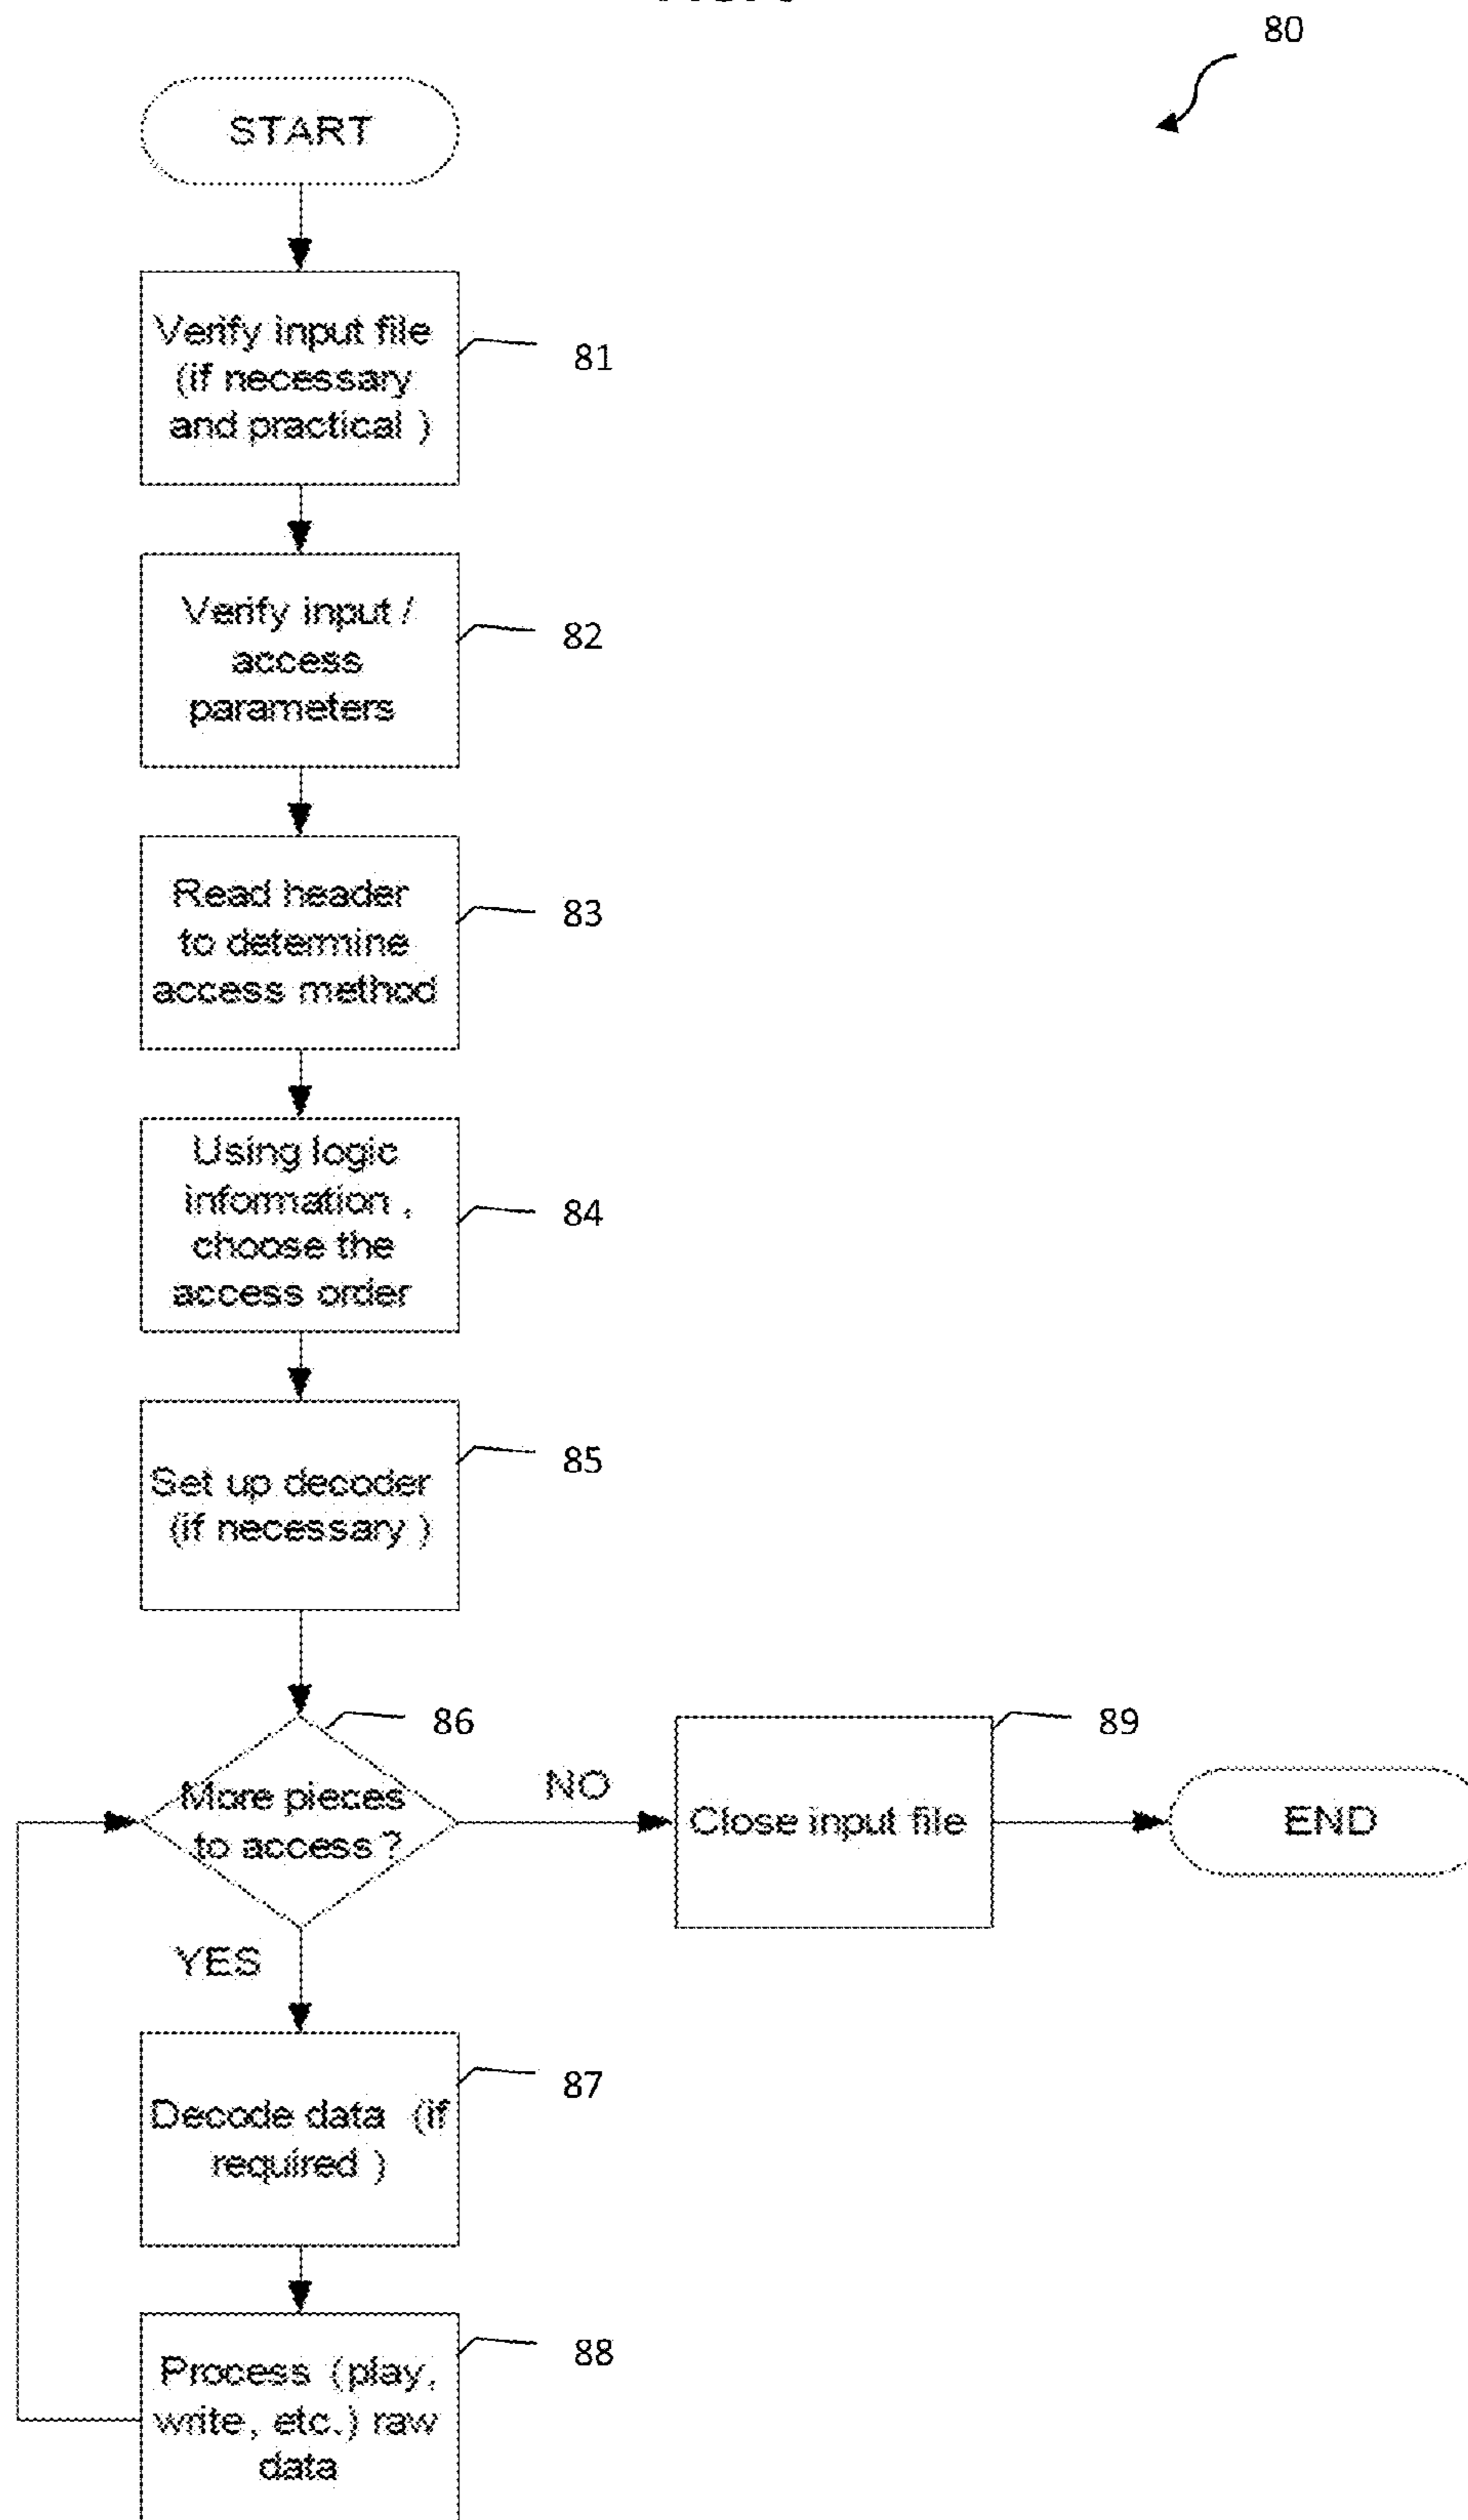 80
START
Verify input file
(if necessary
and practical )
81
Verify input /
access
parameters
82
Read header
to determine
access method
83
Using logic
information ,
choose the
access order
84
Set up decoder
(if necessary )
85
86
More pieces
to access ?
NO
89
Close input file
END
YES
Decode data (if
required )
87
Process (play,
write, etc.) raw
data
88